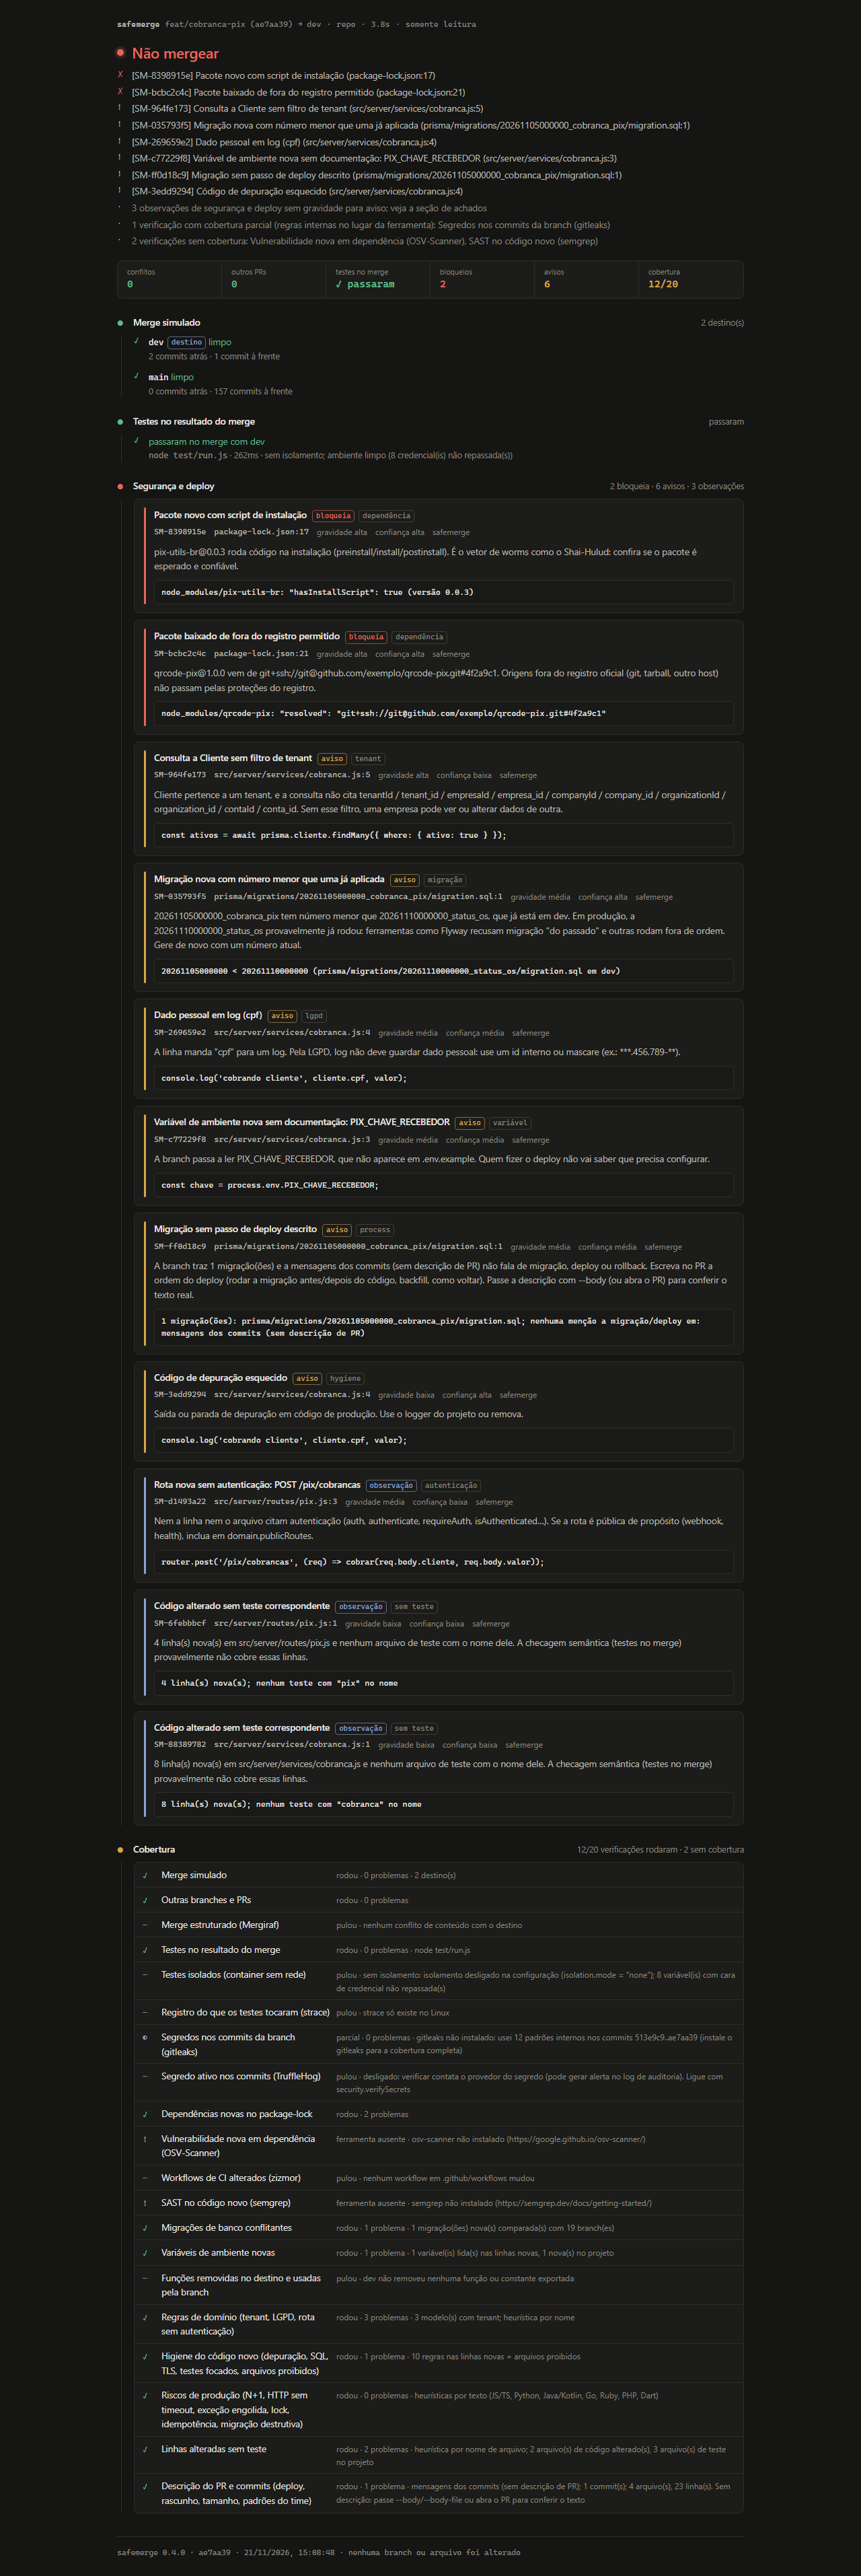 safemerge feat/cobranca-pix (ae7aa39) → dev · repo · 3.8s · somente leitura
Não mergear
✗ [SM-8398915e] Pacote novo com script de instalação (package-lock.json:17)
✗ [SM-bcbc2c4c] Pacote baixado de fora do registro permitido (package-lock.json:21)
! [SM-964fe173] Consulta a Cliente sem filtro de tenant (src/server/services/cobranca.js:5)
! [SM-035793f5] Migração nova com número menor que uma já aplicada (prisma/migrations/20261105000000_cobranca_pix/migration.sql:1)
! [SM-269659e2] Dado pessoal em log (cpf) (src/server/services/cobranca.js:4)
! [SM-c77229f8] Variável de ambiente nova sem documentação: PIX_CHAVE_RECEBEDOR (src/server/services/cobranca.js:3)
! [SM-ff0d18c9] Migração sem passo de deploy descrito (prisma/migrations/20261105000000_cobranca_pix/migration.sql:1)
! [SM-3edd9294] Código de depuração esquecido (src/server/services/cobranca.js:4)
· 3 observações de segurança e deploy sem gravidade para aviso: veja a seção de achados
· 1 verificação com cobertura parcial (regras internas no lugar da ferramenta): Segredos nos commits da branch (gitleaks)
· 2 verificações sem cobertura: Vulnerabilidade nova em dependência (OSV-Scanner), SAST no código novo (semgrep)
conflitos outros PRs testes no merge bloqueios avisos cobertura
0 0 ✓ passaram 2 6 12/20
Merge simulado 2 destino(s)
✓ dev destino limpo
2 commits atrás · 1 commit à frente
✓ main limpo
0 commits atrás · 157 commits à frente
Testes no resultado do merge passaram
✓ passaram no merge com dev
node test/run.js · 262ms · sem isolamento; ambiente limpo (8 credencial(is) não repassada(s))
Segurança e deploy 2 bloqueia · 6 avisos · 3 observações
Pacote novo com script de instalação bloqueia dependência
SM-8398915e package-lock.json:17 gravidade alta confiança alta safemerge
pix-utils-br@0.0.3 roda código na instalação (preinstall/install/postinstall). É o vetor de worms como o Shai-Hulud: confira se o pacote é
esperado e confiável.
node_modules/pix-utils-br: "hasInstallScript": true (versão 0.0.3)
Pacote baixado de fora do registro permitido bloqueia dependência
SM-bcbc2c4c package-lock.json:21 gravidade alta confiança alta safemerge
qrcode-pix@1.0.0 vem de git+ssh://git@github.com/exemplo/qrcode-pix.git#4f2a9c1. Origens fora do registro oficial (git, tarball, outro host)
não passam pelas proteções do registro.
node_modules/qrcode-pix: "resolved": "git+ssh://git@github.com/exemplo/qrcode-pix.git#4f2a9c1"
Consulta a Cliente sem filtro de tenant aviso tenant
SM-964fe173 src/server/services/cobranca.js:5 gravidade alta confiança baixa safemerge
Cliente pertence a um tenant, e a consulta não cita tenantId / tenant_id / empresaId / empresa_id / companyId / company_id / organizationId /
organization_id / contaId / conta_id. Sem esse filtro, uma empresa pode ver ou alterar dados de outra.
const ativos = await prisma.cliente.findMany({ where: { ativo: true } });
Migração nova com número menor que uma já aplicada aviso migração
SM-035793f5 prisma/migrations/20261105000000_cobranca_pix/migration.sql:1 gravidade média confiança alta safemerge
20261105000000_cobranca_pix tem número menor que 20261110000000_status_os, que já está em dev. Em produção, a
20261110000000_status_os provavelmente já rodou: ferramentas como Flyway recusam migração "do passado" e outras rodam fora de ordem.
Gere de novo com um número atual.
20261105000000 < 20261110000000 (prisma/migrations/20261110000000_status_os/migration.sql em dev)
Dado pessoal em log (cpf) aviso lgpd
SM-269659e2 src/server/services/cobranca.js:4 gravidade média confiança média safemerge
A linha manda "cpf" para um log. Pela LGPD, log não deve guardar dado pessoal: use um id interno ou mascare (ex.: ***.456.789-**).
console.log('cobrando cliente', cliente.cpf, valor);
Variável de ambiente nova sem documentação: PIX_CHAVE_RECEBEDOR aviso variável
SM-c77229f8 src/server/services/cobranca.js:3 gravidade média confiança média safemerge
A branch passa a ler PIX_CHAVE_RECEBEDOR, que não aparece em .env.example. Quem fizer o deploy não vai saber que precisa configurar.
const chave = process.env.PIX_CHAVE_RECEBEDOR;
Migração sem passo de deploy descrito aviso process
SM-ff0d18c9 prisma/migrations/20261105000000_cobranca_pix/migration.sql:1 gravidade média confiança média safemerge
A branch traz 1 migração(ões) e a mensagens dos commits (sem descrição de PR) não fala de migração, deploy ou rollback. Escreva no PR a
ordem do deploy (rodar a migração antes/depois do código, backfill, como voltar). Passe a descrição com --body (ou abra o PR) para conferir o
texto real.
1 migração(ões): prisma/migrations/20261105000000_cobranca_pix/migration.sql; nenhuma menção a migração/deploy em:
mensagens dos commits (sem descrição de PR)
Código de depuração esquecido aviso hygiene
SM-3edd9294 src/server/services/cobranca.js:4 gravidade baixa confiança alta safemerge
Saída ou parada de depuração em código de produção. Use o logger do projeto ou remova.
console.log('cobrando cliente', cliente.cpf, valor);
Rota nova sem autenticação: POST /pix/cobrancas observação autenticação
SM-d1493a22 src/server/routes/pix.js:3 gravidade média confiança baixa safemerge
Nem a linha nem o arquivo citam autenticação (auth, authenticate, requireAuth, isAuthenticated...). Se a rota é pública de propósito (webhook,
health), inclua em domain.publicRoutes.
router.post('/pix/cobrancas', (req) => cobrar(req.body.cliente, req.body.valor));
Código alterado sem teste correspondente observação sem teste
SM-6febbbcf src/server/routes/pix.js:1 gravidade baixa confiança baixa safemerge
4 linha(s) nova(s) em src/server/routes/pix.js e nenhum arquivo de teste com o nome dele. A checagem semântica (testes no merge)
provavelmente não cobre essas linhas.
4 linha(s) nova(s); nenhum teste com "pix" no nome
Código alterado sem teste correspondente observação sem teste
SM-88389782 src/server/services/cobranca.js:1 gravidade baixa confiança baixa safemerge
8 linha(s) nova(s) em src/server/services/cobranca.js e nenhum arquivo de teste com o nome dele. A checagem semântica (testes no merge)
provavelmente não cobre essas linhas.
8 linha(s) nova(s); nenhum teste com "cobranca" no nome
Cobertura 12/20 verificações rodaram · 2 sem cobertura
✓ Merge simulado rodou · 0 problemas · 2 destino(s)
✓ Outras branches e PRs rodou · 0 problemas
– Merge estruturado (Mergiraf) pulou · nenhum conflito de conteúdo com o destino
✓ Testes no resultado do merge rodou · 0 problemas · node test/run.js
– Testes isolados (container sem rede) pulou · sem isolamento: isolamento desligado na configuração (isolation.mode = "none"); 8 variável(is) com cara
de credencial não repassada(s)
– Registro do que os testes tocaram (strace) pulou · strace só existe no Linux
◐ Segredos nos commits da branch parcial · 0 problemas · gitleaks não instalado: usei 12 padrões internos nos commits 513e9c9..ae7aa39 (instale o
(gitleaks) gitleaks para a cobertura completa)
– Segredo ativo nos commits (TruffleHog) pulou · desligado: verificar contata o provedor do segredo (pode gerar alerta no log de auditoria). Ligue com
security.verifySecrets
✓ Dependências novas no package-lock rodou · 2 problemas
! Vulnerabilidade nova em dependência ferramenta ausente · osv-scanner não instalado (https://google.github.io/osv-scanner/)
(OSV-Scanner)
– Workflows de CI alterados (zizmor) pulou · nenhum workflow em .github/workflows mudou
! SAST no código novo (semgrep) ferramenta ausente · semgrep não instalado (https://semgrep.dev/docs/getting-started/)
✓ Migrações de banco conflitantes rodou · 1 problema · 1 migração(ões) nova(s) comparada(s) com 19 branch(es)
✓ Variáveis de ambiente novas rodou · 1 problema · 1 variável(is) lida(s) nas linhas novas, 1 nova(s) no projeto
– Funções removidas no destino e usadas pulou · dev não removeu nenhuma função ou constante exportada
pela branch
✓ Regras de domínio (tenant, LGPD, rota rodou · 3 problemas · 3 modelo(s) com tenant; heurística por nome
sem autenticação)
✓ Higiene do código novo (depuração, SQL, rodou · 1 problema · 10 regras nas linhas novas + arquivos proibidos
TLS, testes focados, arquivos proibidos)
✓ Riscos de produção (N+1, HTTP sem rodou · 0 problemas · heurísticas por texto (JS/TS, Python, Java/Kotlin, Go, Ruby, PHP, Dart)
timeout, exceção engolida, lock,
idempotência, migração destrutiva)
✓ Linhas alteradas sem teste rodou · 2 problemas · heurística por nome de arquivo; 2 arquivo(s) de código alterado(s), 3 arquivo(s) de teste
no projeto
✓ Descrição do PR e commits (deploy, rodou · 1 problema · mensagens dos commits (sem descrição de PR); 1 commit(s); 4 arquivo(s), 23 linha(s). Sem
rascunho, tamanho, padrões do time) descrição: passe --body/--body-file ou abra o PR para conferir o texto
safemerge 0.4.0 · ae7aa39 · 21/11/2026, 15:08:48 · nenhuma branch ou arquivo foi alterado